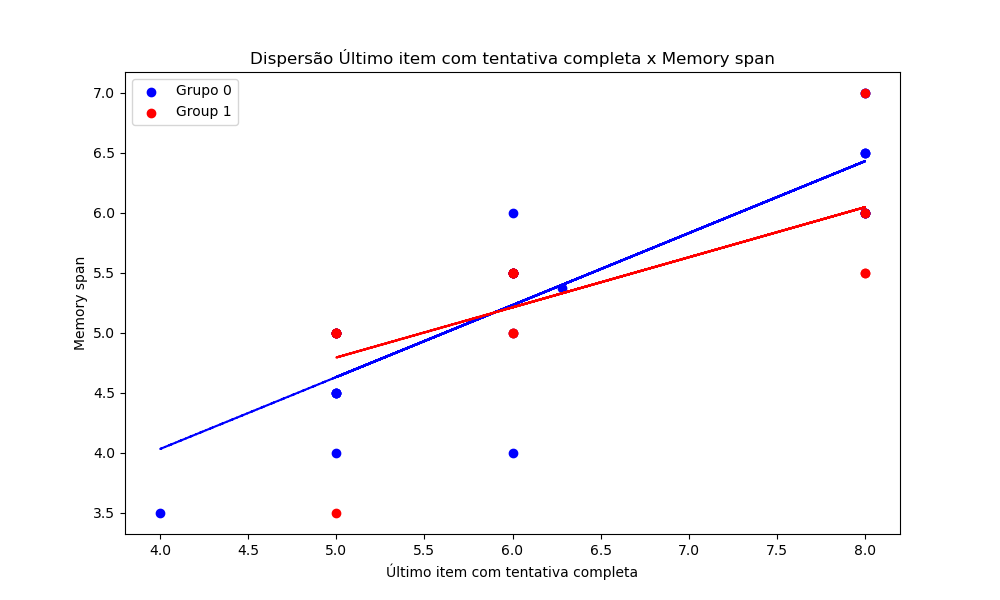 Dispersão Último item com tentativa completa x Memory span
Grupo 0
Group 1
7.0
6.5
6.0
5.5
5.0
4.5
4.0
3.5
Memory span
4.0 4.5 5.0 5.5 6.0 6.5 7.0 7.5 8.0
Último item com tentativa completa